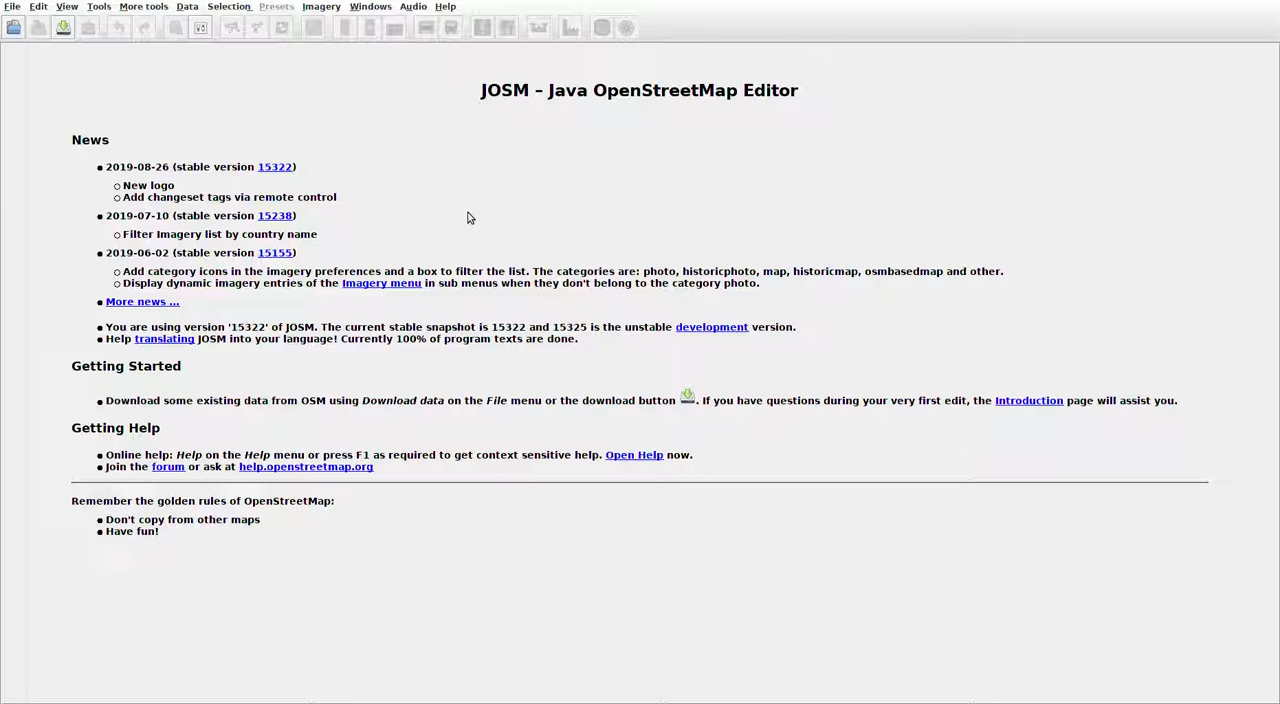 File Edit View Tools More tools Data Selection Presets Imagery Windows Audio Help
JOSM – Java OpenStreetMap Editor
News
2019-08-26 (stable version 15322)
New logo
Add changeset tags via remote control
2019-07-10 (stable version 15238)
Filter Imagery list by country name
2019-06-02 (stable version 15155)
Add category icons in the imagery preferences and a box to filter the list. The categories are: photo, historicphoto, map, historicmap, osmbasedmap and other.
Display dynamic imagery entries of the Imagery menu in sub menus when they don't belong to the category photo.
More news ...
You are using version '15322' of JOSM. The current stable snapshot is 15322 and 15325 is the unstable development version.
Help translating JOSM into your language! Currently 100% of program texts are done.
Getting Started
Download some existing data from OSM using Download data on the File menu or the download button . If you have questions during your very first edit, the Introduction page will assist you.
Getting Help
Online help: Help on the Help menu or press F1 as required to get context sensitive help. Open Help now.
Join the forum or ask at help.openstreetmap.org
Remember the golden rules of OpenStreetMap:
Don't copy from other maps
Have fun!